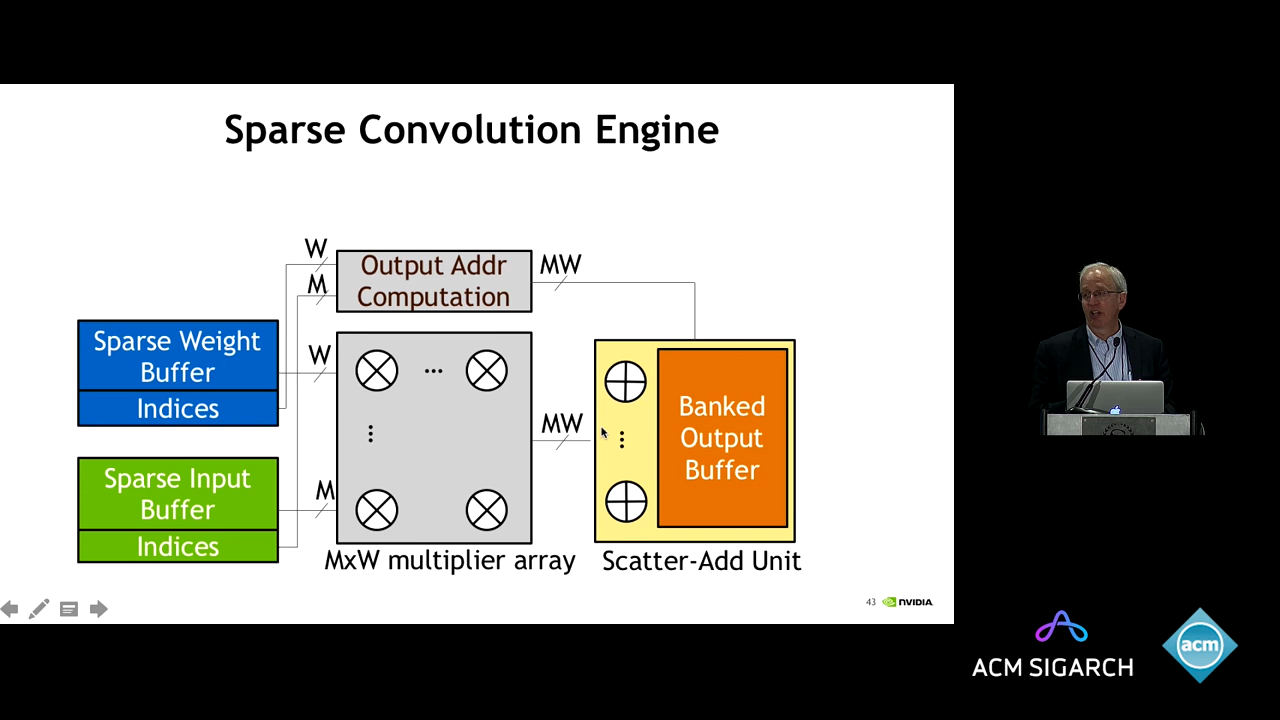 Sparse Convolution Engine
W
M
Output Addr
Computation
MW
Sparse Weight
Buffer
Indices
W
Sparse Input
Buffer
Indices
M
...
MW
Banked
Output
Buffer
MxW multiplier array
Scatter-Add Unit
43
NVIDIA.
ACM SIGARCH
acm